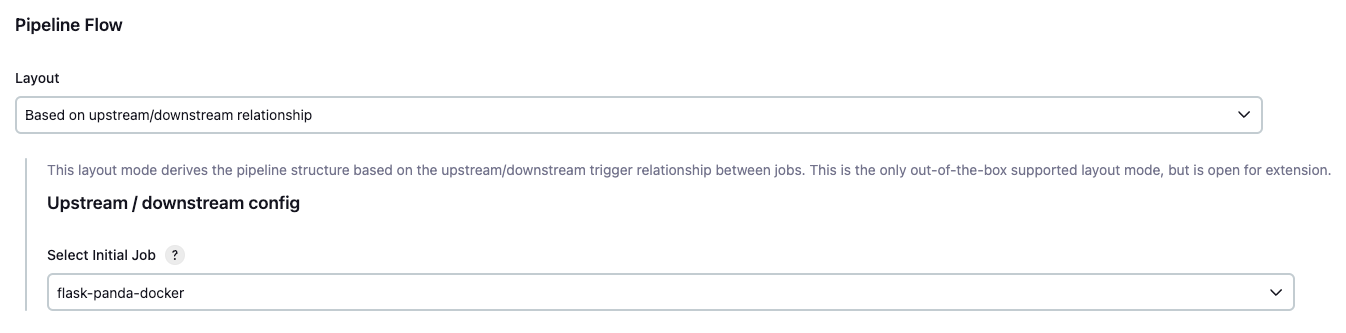 Pipeline Flow
Layout
Based on upstream/downstream relationship
This layout mode derives the pipeline structure based on the upstream/downstream trigger relationship between jobs. This is the only out-of-the-box supported layout mode, but is open for extension.
Upstream / downstream config
Select Initial Job ?
flask-panda-docker